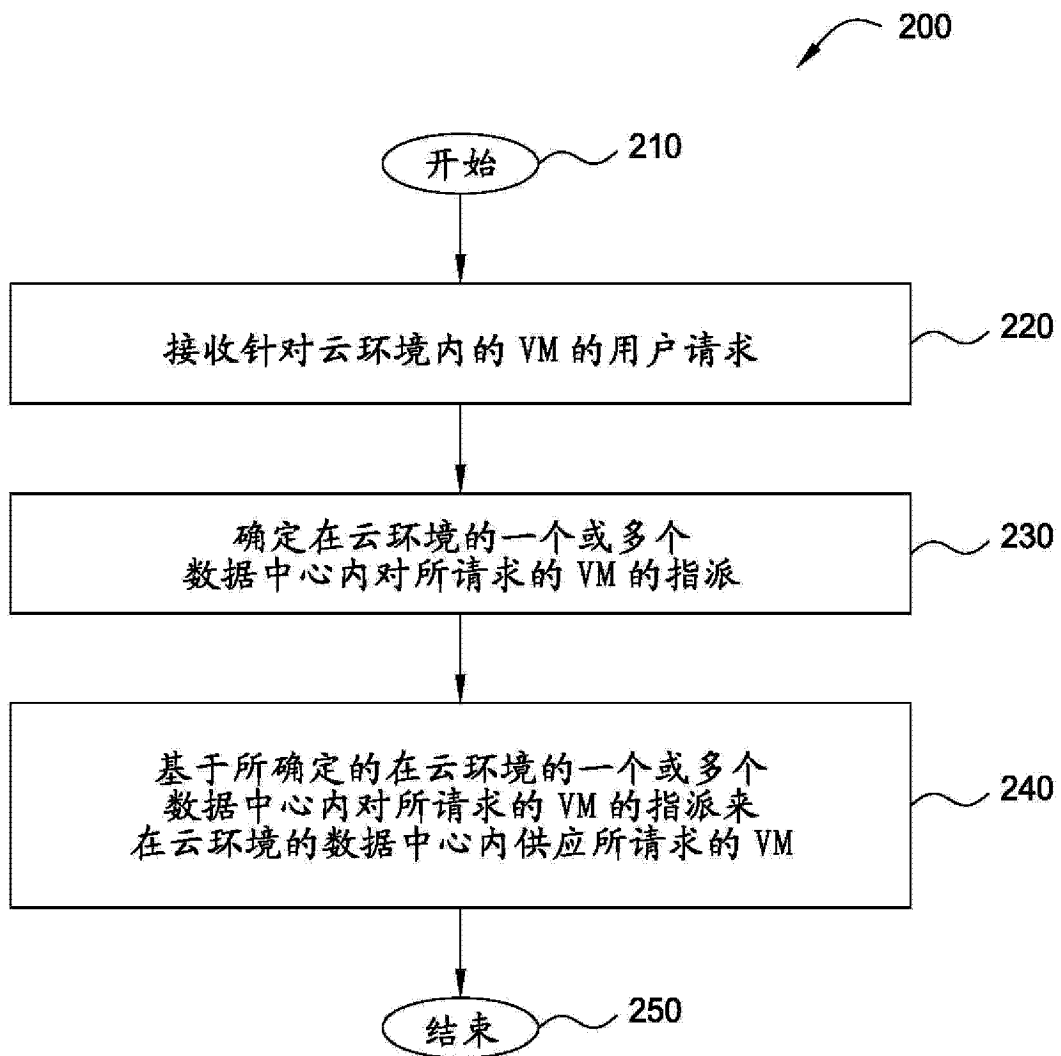 200
开始
210
接收针对云环境内的 VM 的用户请求
220
确定在云环境的一个或多个
数据中心内对所请求的 VM 的指派
230
基于所确定的在云环境的一个或多个
数据中心内对所请求的 VM 的指派来
在云环境的数据中心内供应所请求的 VM
240
结束
250